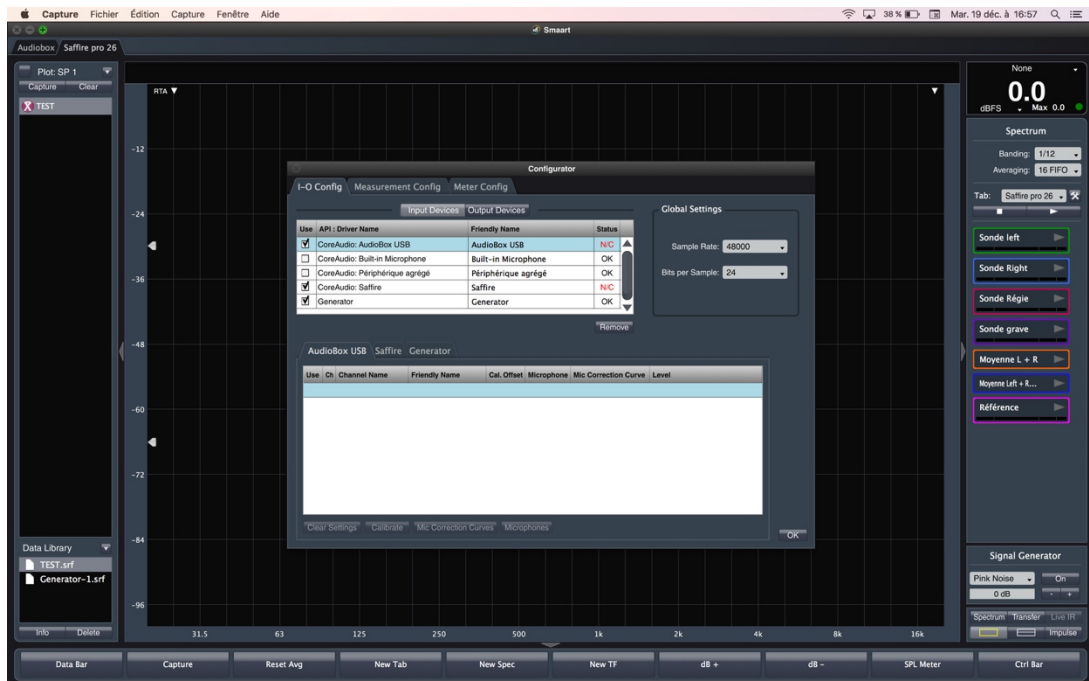 Capture Fichier Édition Capture Fenêtre Aide 38 % Mar. 19 déc. à 16:57
Smaart
Audiobox Saffire pro 26
Plot: SP 1
Capture Clear
TEST
RTA
-12
-24
-36
-48
-60
-72
-84
-96
31.5 63 125 250 500 1k 2k 4k 8k 16k
Configurator
I-O Config Measurement Config Meter Config
Input Devices Output Devices
Use API : Driver Name Friendly Name Status
CoreAudio: AudioBox USB AudioBox USB N/C
CoreAudio: Built-in Microphone Built-in Microphone OK
CoreAudio: Périphérique agrégé Périphérique agrégé OK
CoreAudio: Saffire Saffire N/C
Generator Generator OK
Remove
Global Settings
Sample Rate: 48000
Bits per Sample: 24
AudioBox USB Saffire Generator
Use Ch Channel Name Friendly Name Cal. Offset Microphone Mic Correction Curve Level
Clear Settings Calibrate Mic Correction Curves Microphones
OK
None
0.0
dBFS Max 0.0
Spectrum
Banding: 1/12
Averaging: 16 FIFO
Tab: Saffire pro 26
Sonde left
Sonde Right
Sonde Régie
Sonde grave
Moyenne L + R
Moyenne Left + R...
Référence
Data Library
TEST.srf
Generator-1.srf
Info Delete
Signal Generator
Pink Noise On
0 dB - +
Spectrum Transfer Live IR
Impulse
Data Bar Capture Reset Avg New Tab New Spec New TF dB + dB - SPL Meter Ctrl Bar